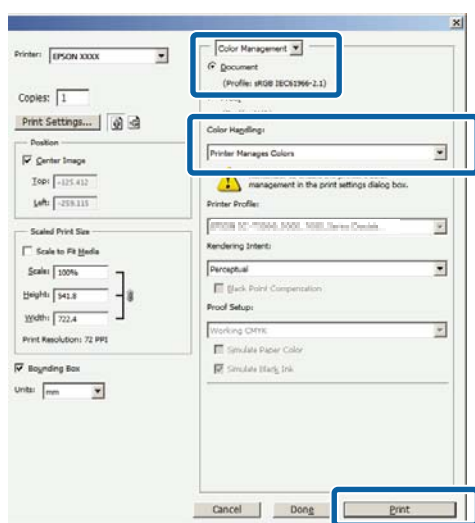 Printer: EPSON XXXX
Copies: 1
Print Settings...
Position
Center Image
Top: -125.412
Left: -259.115
Scaled Print Size
Scale to Fit Media
Scale: 100%
Height: 541.8
Width: 722.4
Print Resolution: 72 PPI
Bounding Box
Units: mm
Color Management
Document
(Profile: sRGB IEC61966-2.1)
Color Handling:
Printer Manages Colors
management in the print settings dialog box.
Printer Profile:
Rendering Intent:
Perceptual
Black Point Compensation
Proof Setup:
Working CMYK
Simulate Paper Color
Simulate Black Ink
Cancel
Done
Print